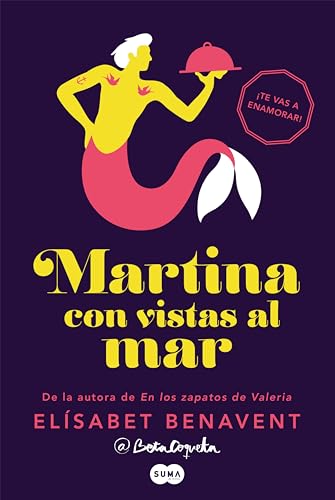 ¡TE VAS A
ENAMORAR!
Martina
con vistas al
mar
De la autora de En los zapatos de Valeria
ELÍSABET BENAVENT
@BetaCoqueta
SUMA